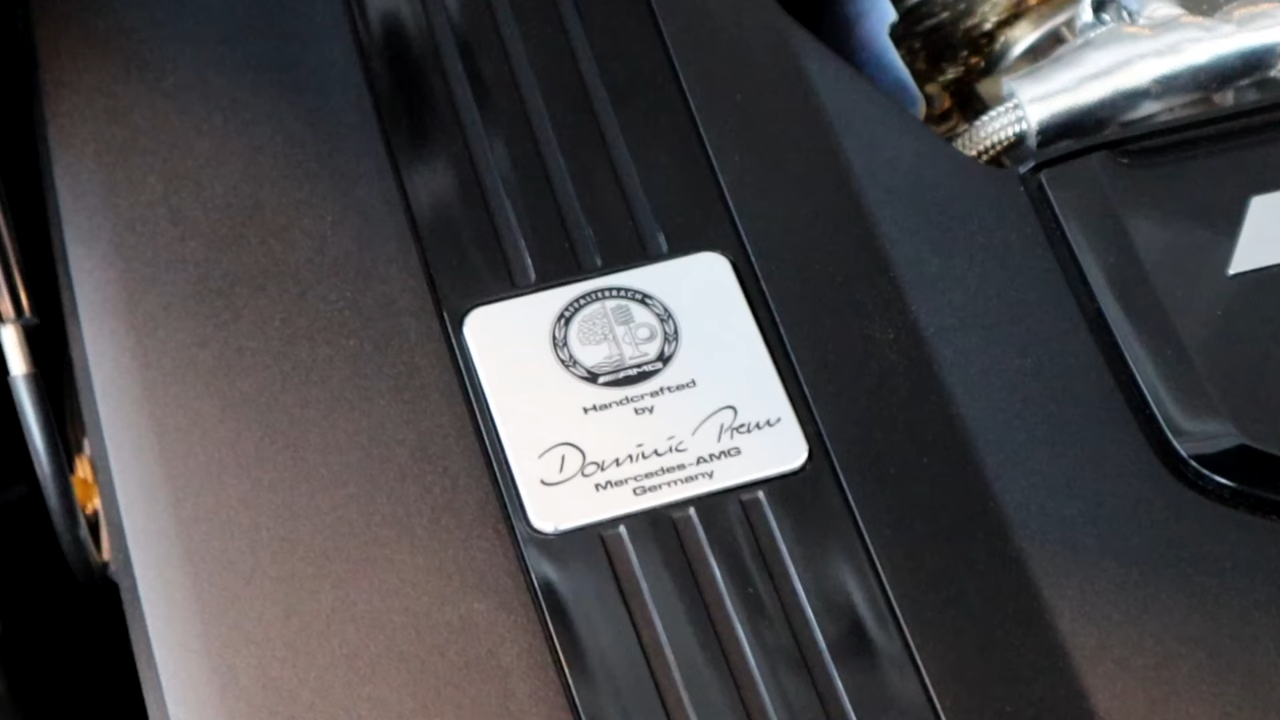 AFFALTERBACH
AMG
Handcrafted
by
Dominic
Mercedes-AMG
Germany